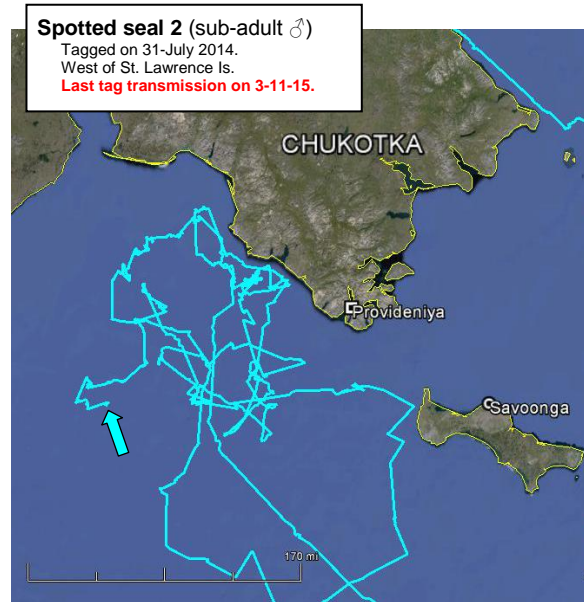 Spotted seal 2 (sub-adult ♂)
Tagged on 31-July 2014.
West of St. Lawrence Is.
Last tag transmission on 3-11-15.
CHUKOTKA
Provideniya
Savoonga
170 mi